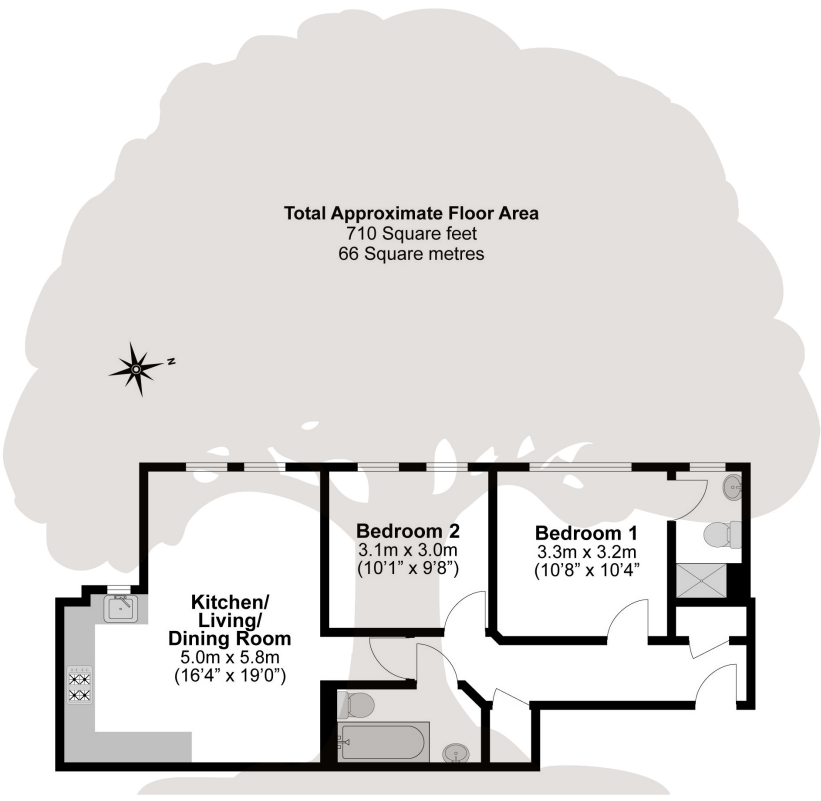 Total Approximate Floor Area
710 Square feet
66 Square metres
N
Bedroom 2
3.1m x 3.0m
(10’1” x 9’8”)
Bedroom 1
3.3m x 3.2m
(10’8” x 10’4”
Kitchen/
Living/
Dining Room
5.0m x 5.8m
(16’4” x 19’0”)